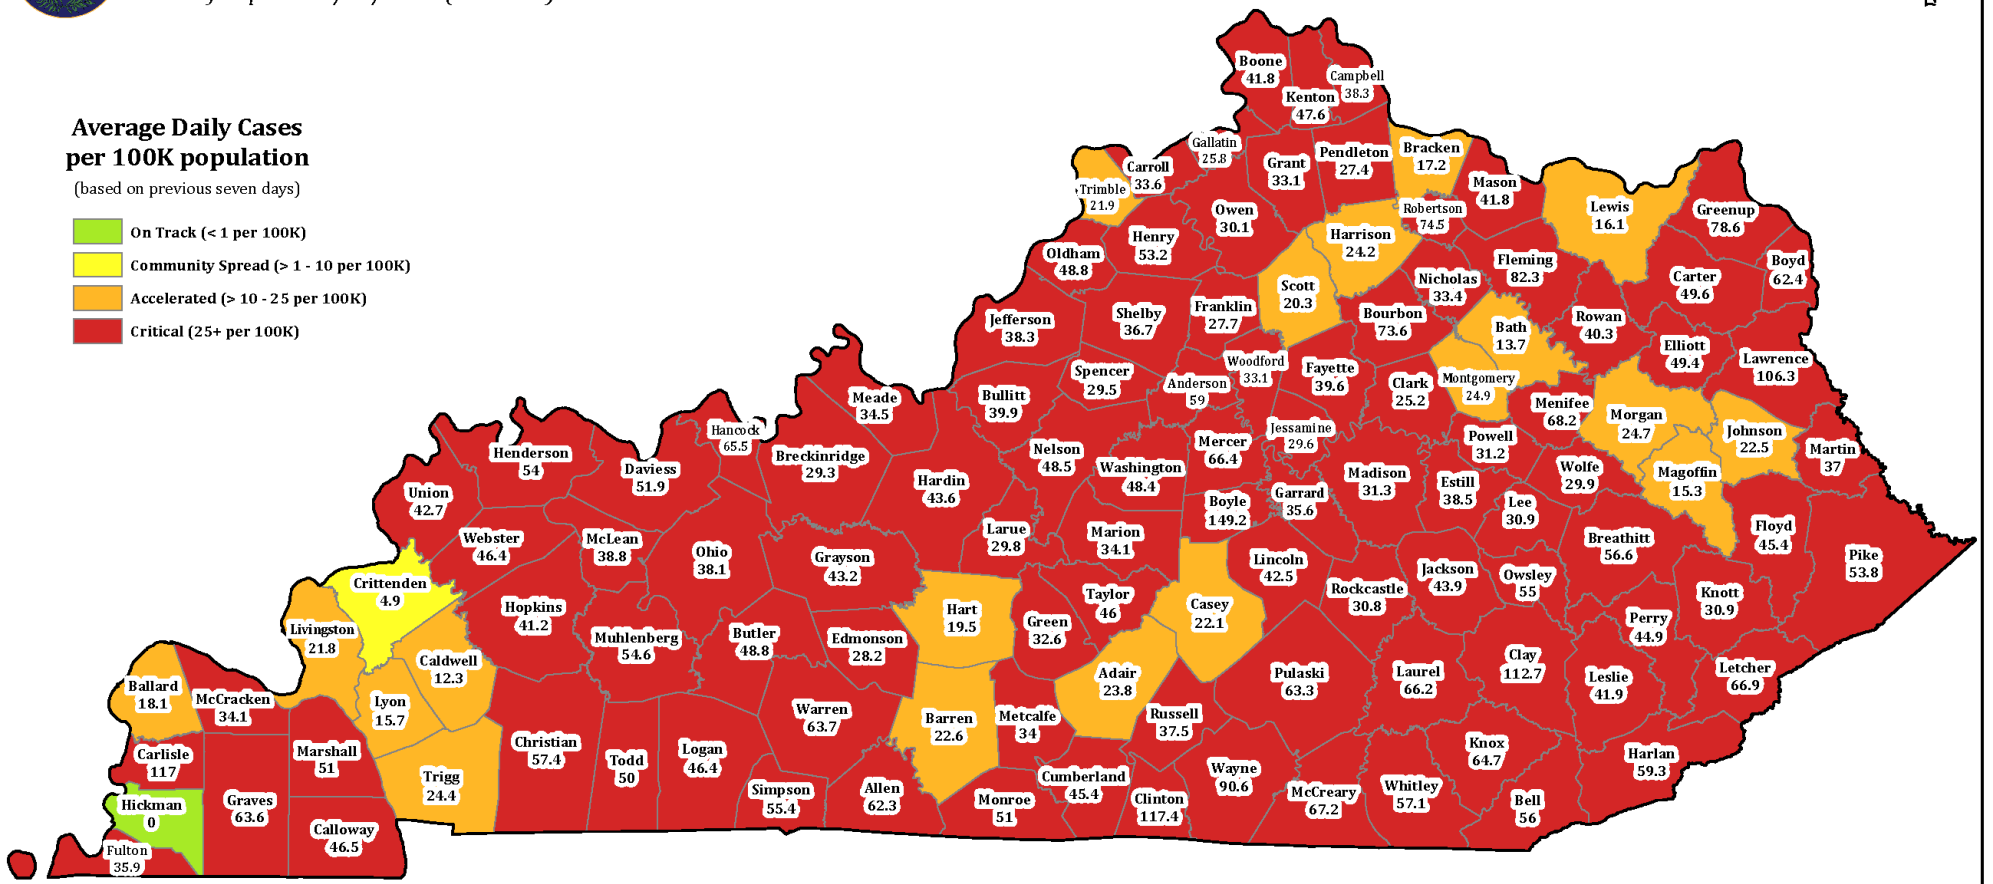 Average Daily Cases
per 100K population
(based on previous seven days)
On Track (< 1 per 100K)
Community Spread (> 1 - 10 per 100K)
Accelerated (> 10 - 25 per 100K)
Critical (25+ per 100K)
Boone
41.8
Campbell
38.3
Kenton
47.6
Gallatin
25.8
Grant
33.1
Pendleton
27.4
Bracken
17.2
Carroll
33.6
Trimble
21.9
Mason
41.8
Robertson
74.5
Lewis
16.1
Greenup
78.6
Owen
30.1
Henry
53.2
Oldham
48.8
Harrison
24.2
Fleming
82.3
Nicholas
33.4
Boyd
62.4
Carter
49.6
Scott
20.3
Franklin
27.7
Shelby
36.7
Jefferson
38.3
Bourbon
73.6
Bath
13.7
Rowan
40.3
Elliott
49.4
Lawrence
106.3
Woodford
33.1
Fayette
39.6
Spencer
29.5
Anderson
59
Clark
25.2
Montgomery
24.9
Menifee
68.2
Morgan
24.7
Johnson
22.5
Martin
37
Meade
34.5
Bullitt
39.9
Hancock
65.5
Breckinridge
29.3
Henderson
54
Daviess
51.9
Nelson
48.5
Washington
48.4
Mercer
66.4
Jessamine
29.6
Powell
31.2
Wolfe
29.9
Magoffin
15.3
Madison
31.3
Estill
38.5
Garrard
35.6
Boyle
149.2
Lee
30.9
Hardin
43.6
Union
42.7
Webster
46.4
McLean
38.8
Ohio
38.1
Grayson
43.2
Larue
29.8
Marion
34.1
Breathitt
56.6
Floyd
45.4
Pike
53.8
Lincoln
42.5
Rockcastle
30.8
Jackson
43.9
Owsley
55
Knott
30.9
Perry
44.9
Crittenden
4.9
Hopkins
41.2
Muhlenberg
54.6
Butler
48.8
Edmonson
28.2
Hart
19.5
Green
32.6
Taylor
46
Casey
22.1
Livingston
21.8
Caldwell
12.3
Lyon
15.7
Ballard
18.1
McCracken
34.1
Adair
23.8
Pulaski
63.3
Laurel
66.2
Clay
112.7
Leslie
41.9
Letcher
66.9
Warren
63.7
Barren
22.6
Metcalfe
34
Russell
37.5
Carlisle
117
Marshall
51
Christian
57.4
Todd
50
Logan
46.4
Knox
64.7
Harlan
59.3
Trigg
24.4
Simpson
55.4
Allen
62.3
Monroe
51
Cumberland
45.4
Clinton
117.4
Wayne
90.6
McCreary
67.2
Whitley
57.1
Bell
56
Hickman
0
Graves
63.6
Calloway
46.5
Fulton
35.9